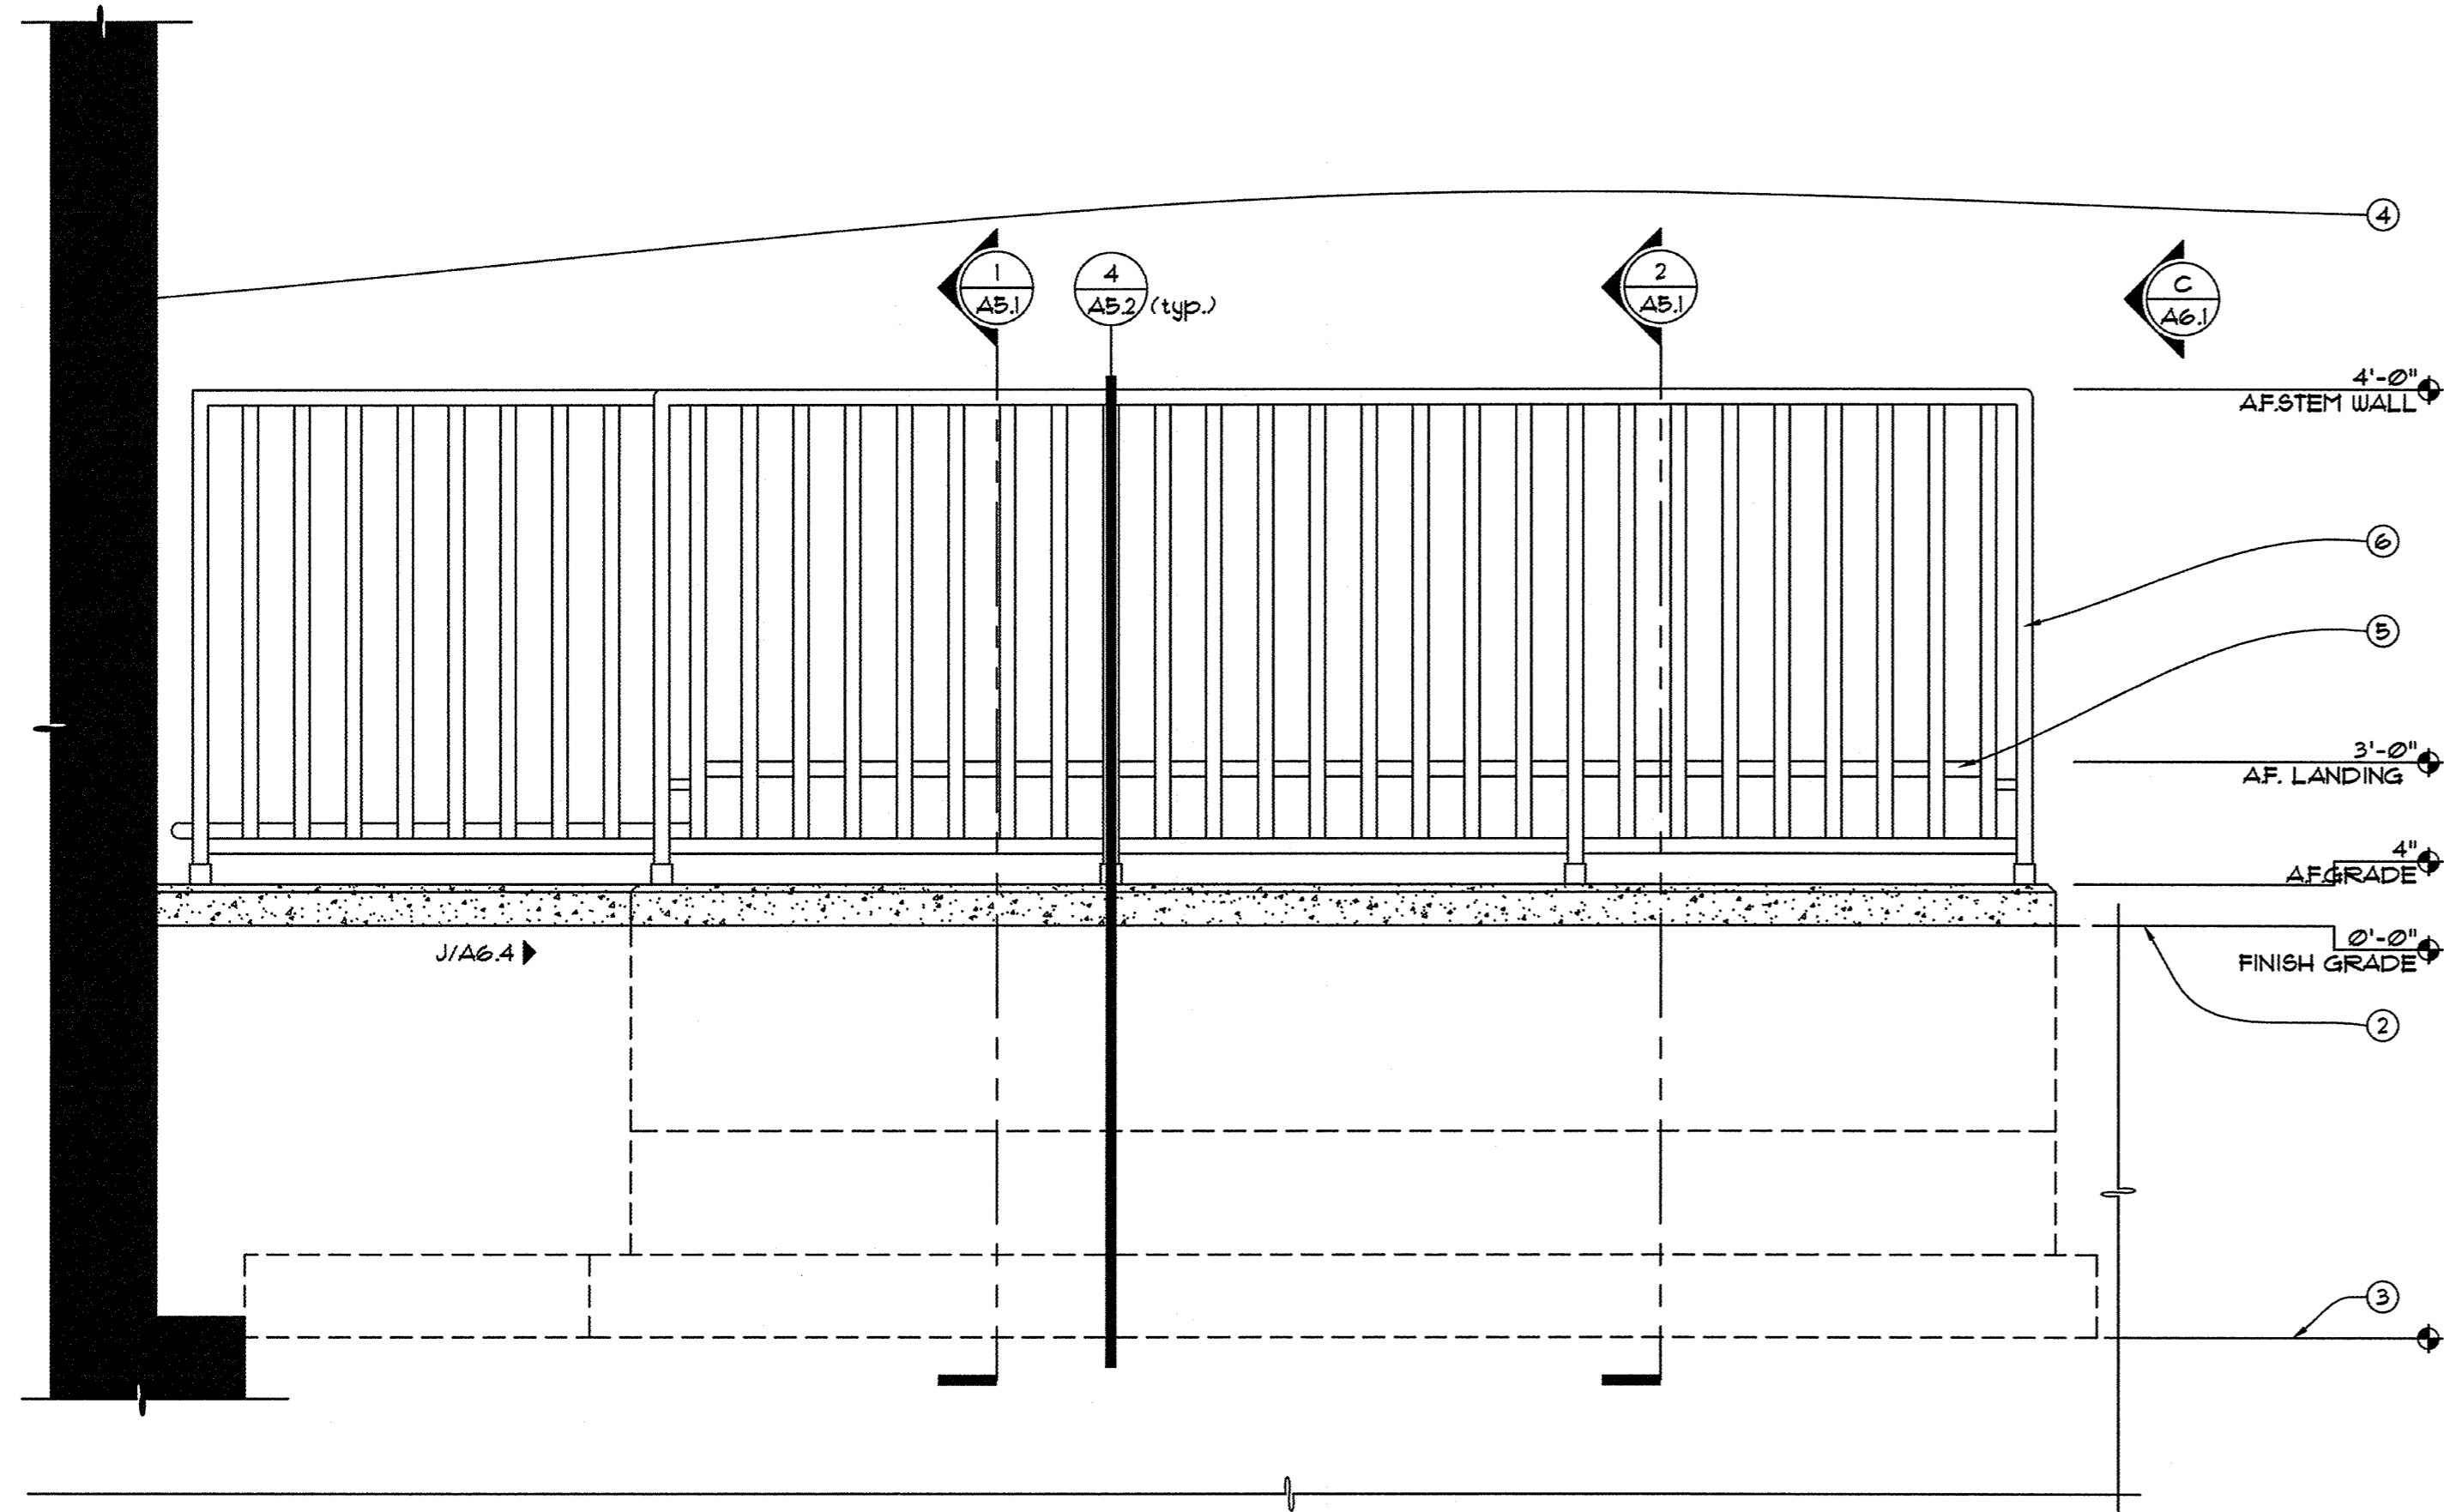 4
1
A5.1
4
A5.2 (typ.)
2
A5.1
C
A6.1
4'-0"
A.F.STEM WALL
6
5
3'-0"
A.F. LANDING
4"
A.F.GRADE
J/A6.4
0'-0"
FINISH GRADE
2
3